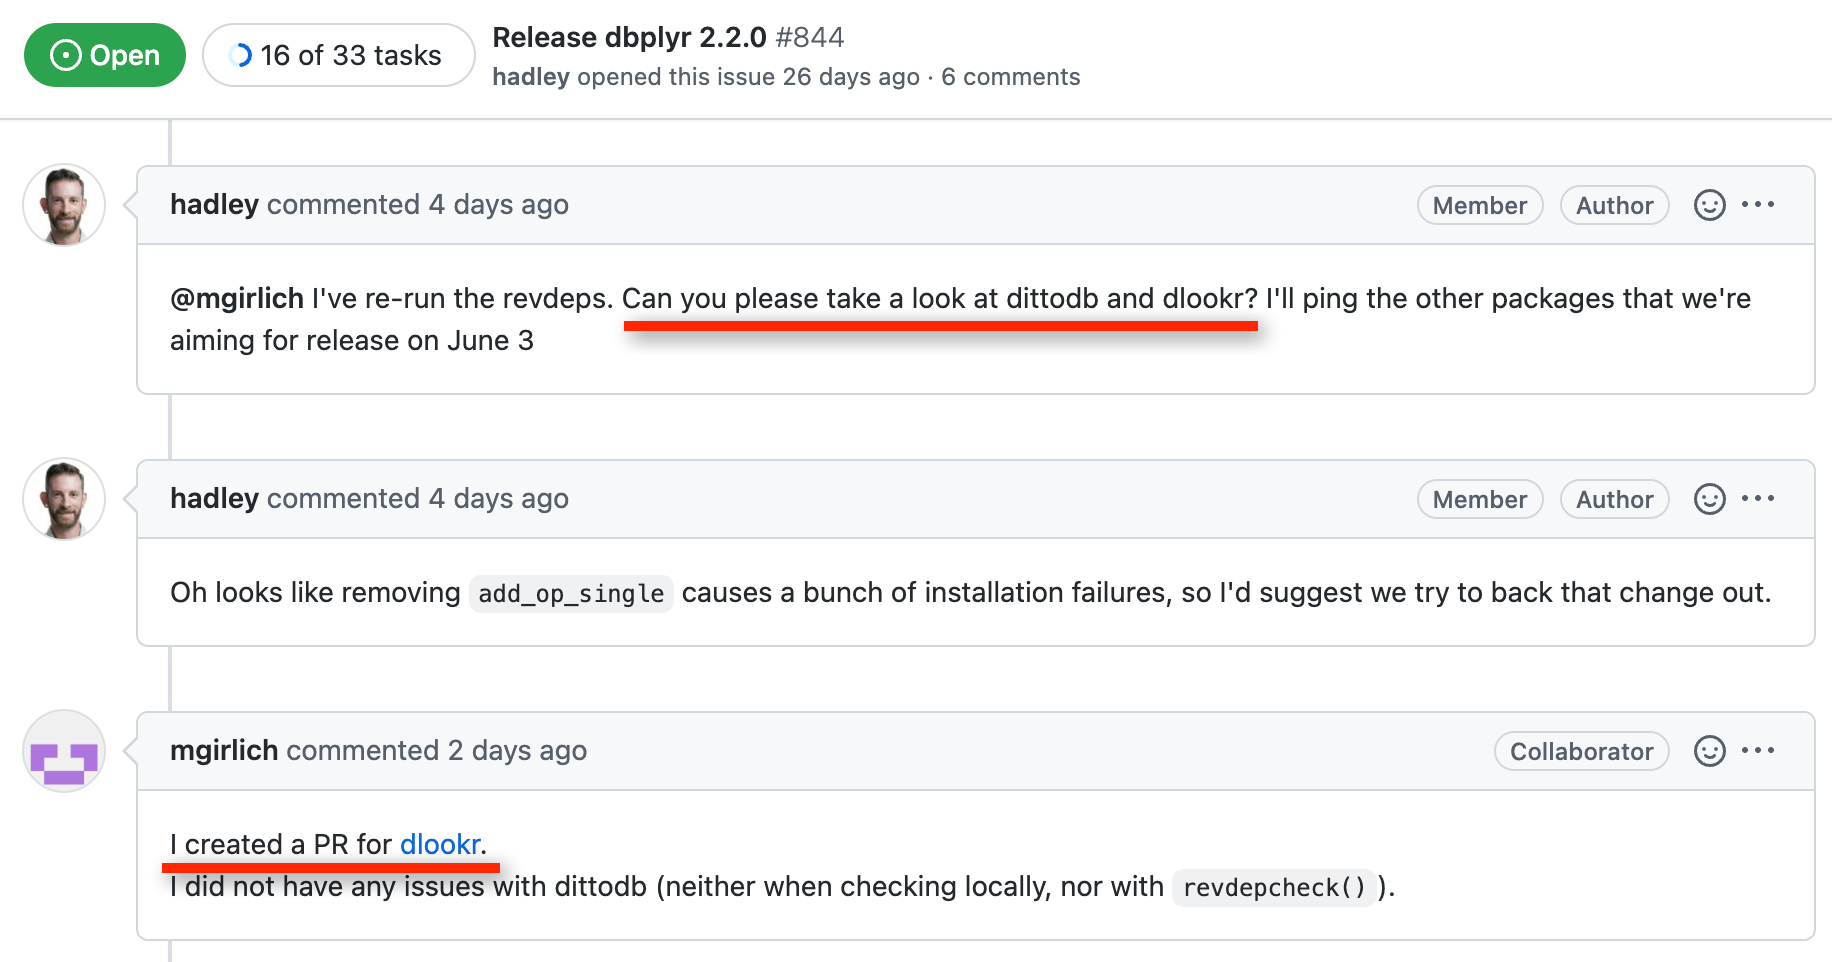 Open
16 of 33 tasks
Release dbplyr 2.2.0 #844
hadley opened this issue 26 days ago · 6 comments
hadley commented 4 days ago
Member
Author
@mgirlich I've re-run the revdeps. Can you please take a look at dittodb and dlookr? I'll ping the other packages that we're
aiming for release on June 3
hadley commented 4 days ago
Member
Author
Oh looks like removing add_op_single causes a bunch of installation failures, so I'd suggest we try to back that change out.
mgirlich commented 2 days ago
Collaborator
I created a PR for dlookr.
I did not have any issues with dittodb (neither when checking locally, nor with revdepcheck()).